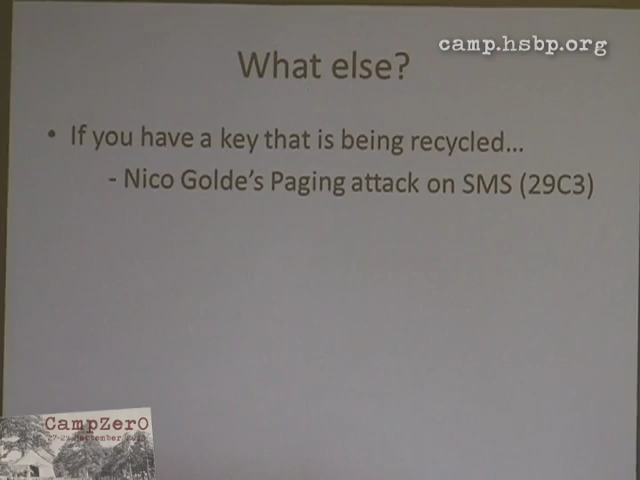 camp.hsbp.org
What else?
• If you have a key that is being recycled...
- Nico Golde's Paging attack on SMS (29C3)
CampZer0
September